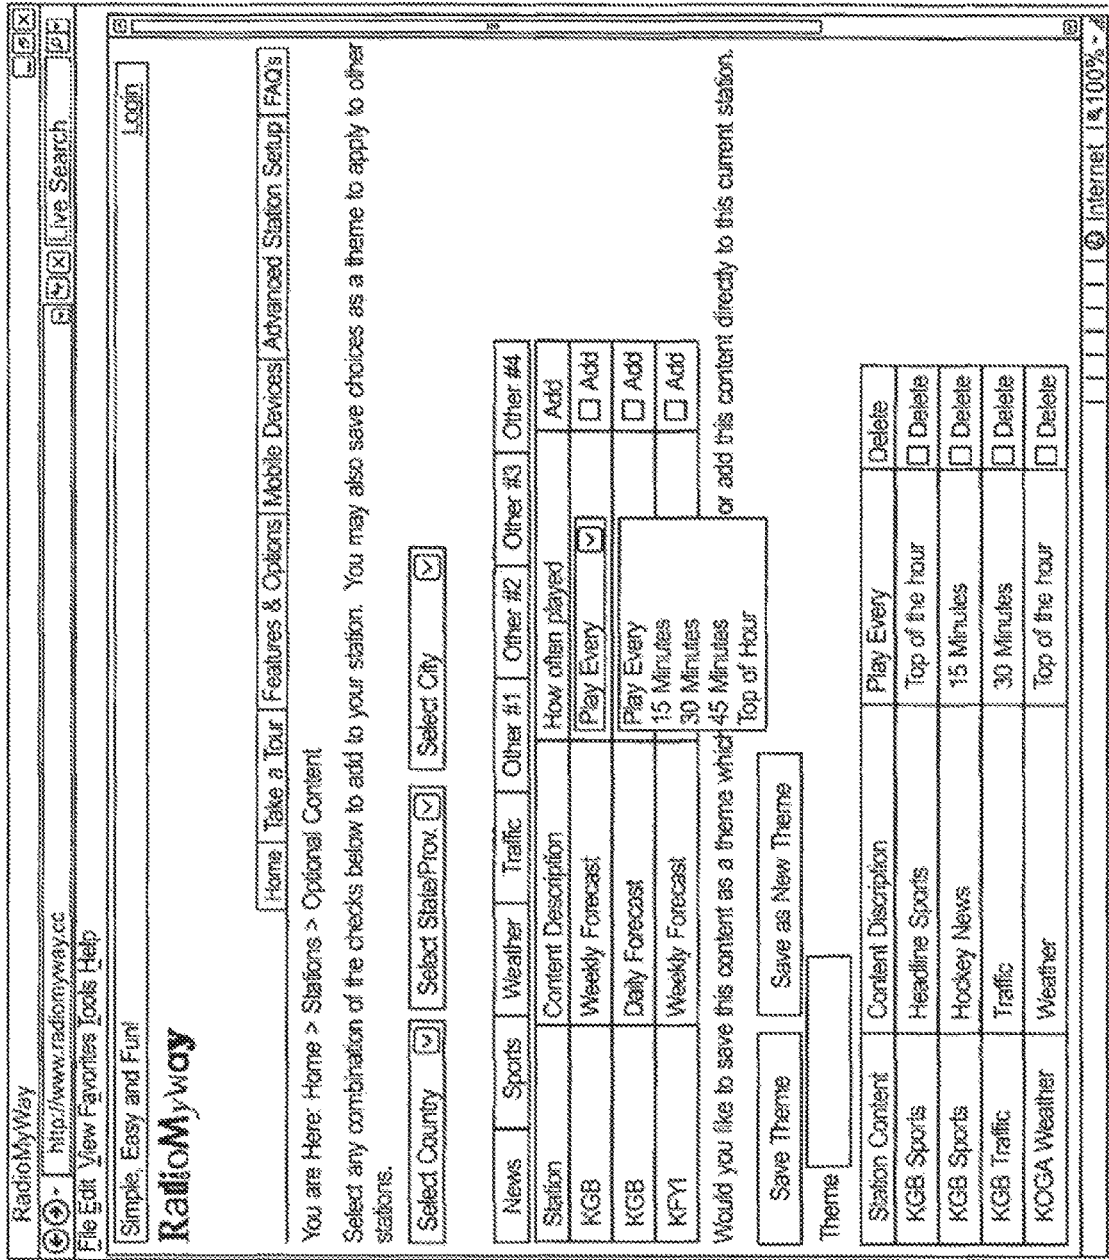 RadioMyWay
http://www.radiomyway.cc
Live Search
File Edit View Favorites Tools Help
Simple, Easy and Fun! Login
RadioMyway
Home Take a Tour Features & Options Mobile Devices Advanced Station Setup FAQ's
You are Here: Home > Stations > Optional Content
Select any combination of the checks below to add to your station. You may also save choices as a theme to apply to other
stations.
Select Country Select State/Prov. Select City
News Sports Weather Traffic Other #1 Other #2 Other #3 Other #4
Station Content Description How often played Add
KGB Weekly Forecast Play Every Add
KGB Daily Forecast Add
KFYI Weekly Forecast Add
Play Every
15 Minutes
30 Minutes
45 Minutes
Top of Hour
Would you like to save this content as a theme which or add this content directly to this current station.
Save Theme Save as New Theme
Theme
Station Content Content Discription Play Every Delete
KGB Sports Headline Sports Top of the hour Delete
KGB Sports Hockey News 15 Minutes Delete
KGB Traffic Traffic 30 Minutes Delete
KOGA Weather Weather Top of the hour Delete
Internet 100%